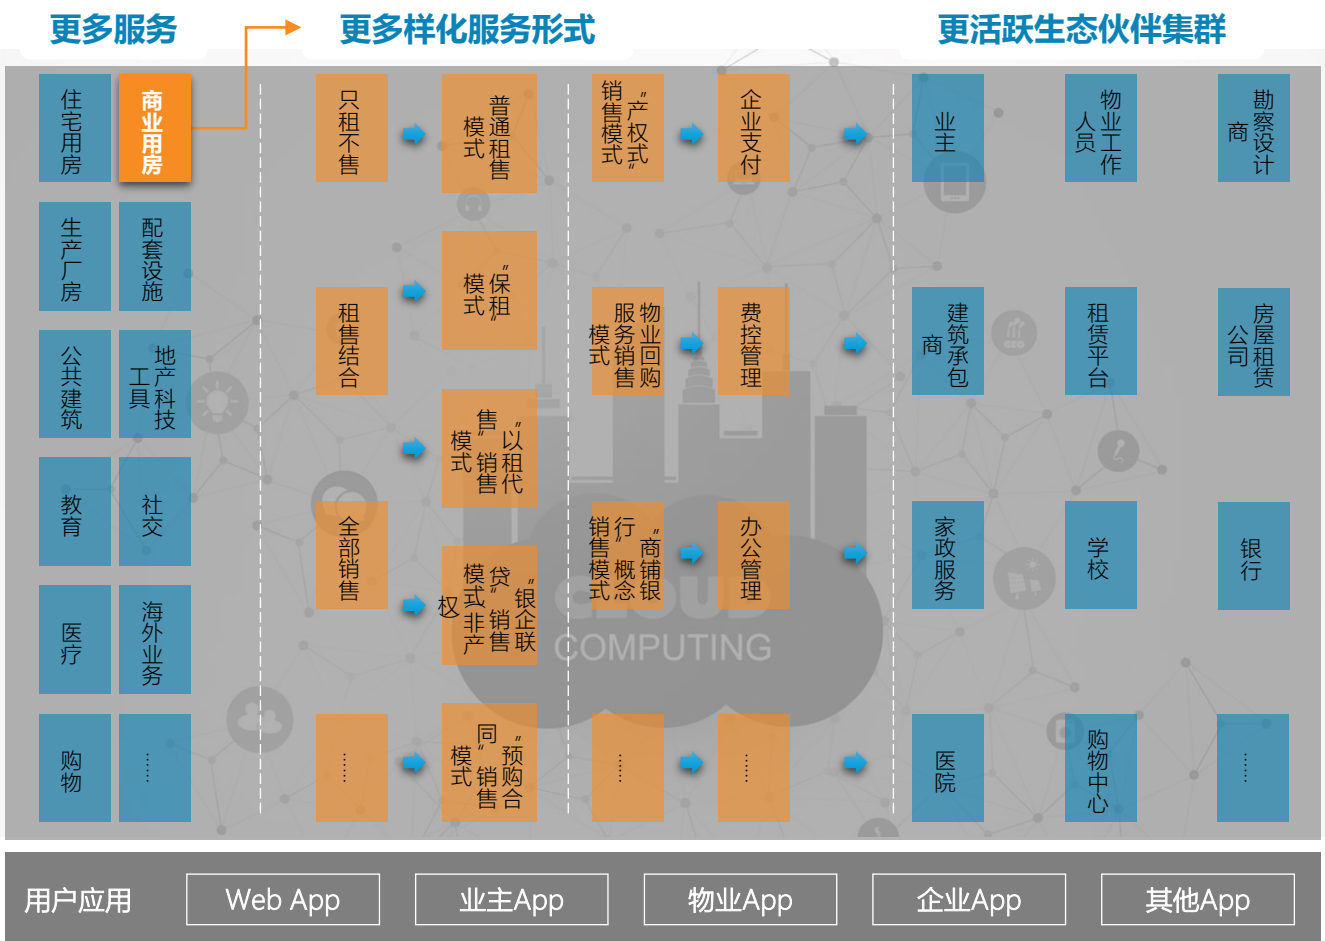 更多服务
更多样化服务形式
更活跃生态伙伴集群
住宅用房
商业用房
生产厂房
配套设施
公共建筑
地产科技
工具
教育
社交
医疗
海外业务
购物
……
只租不售
租售结合
全部销售
……
普通租售
模式
“保租”
模式
“以租代
售”销售
模式
“银企联
贷”销售
模式（非产
权）
“预购合
同”销售
模式
“产权式”
销售模式
物业回购
服务销售
模式
“商铺银
行”概念
销售模式
……
企业支付
费控管理
办公管理
……
业主
物业工作
人员
勘察设计
商
建筑承包
商
租赁平台
房屋租赁
公司
家政服务
学校
银行
医院
购物中心
……
CLOUD
COMPUTING
用户应用
Web App
业主App
物业App
企业App
其他App